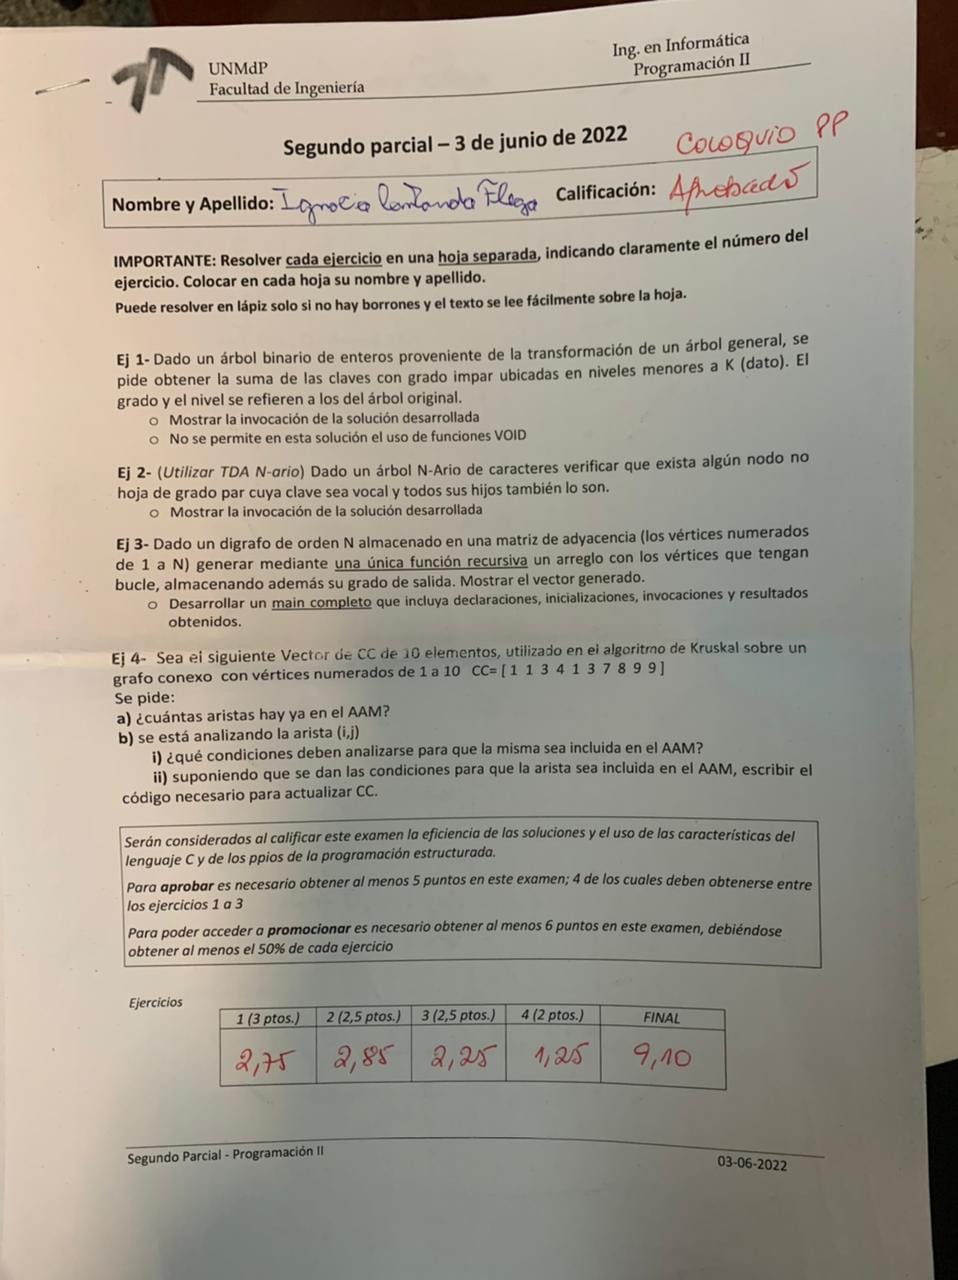 UNMdP
Facultad de Ingeniería
Ing. en Informática
Programación II
Segundo parcial – 3 de junio de 2022
COLOQUIO PP
Nombre y Apellido: Ignacio Flega Calificación: Aprobado
IMPORTANTE: Resolver cada ejercicio en una hoja separada, indicando claramente el número del
ejercicio. Colocar en cada hoja su nombre y apellido.
Puede resolver en lápiz solo si no hay borrones y el texto se lee fácilmente sobre la hoja.
Ej 1- Dado un árbol binario de enteros proveniente de la transformación de un árbol general, se
pide obtener la suma de las claves con grado impar ubicadas en niveles menores a K (dato). El
grado y el nivel se refieren a los del árbol original.
o Mostrar la invocación de la solución desarrollada
o No se permite en esta solución el uso de funciones VOID
Ej 2- (Utilizar TDA N-ario) Dado un árbol N-Ario de caracteres verificar que exista algún nodo no
hoja de grado par cuya clave sea vocal y todos sus hijos también lo son.
o Mostrar la invocación de la solución desarrollada
Ej 3- Dado un digrafo de orden N almacenado en una matriz de adyacencia (los vértices numerados
de 1 a N) generar mediante una única función recursiva un arreglo con los vértices que tengan
bucle, almacenando además su grado de salida. Mostrar el vector generado.
o Desarrollar un main completo que incluya declaraciones, inicializaciones, invocaciones y resultados
obtenidos.
Ej 4- Sea el siguiente Vector de CC de 10 elementos, utilizado en el algoritmo de Kruskal sobre un
grafo conexo con vértices numerados de 1 a 10 CC= [ 1 1 3 4 1 3 7 8 9 9 ]
Se pide:
a) ¿cuántas aristas hay ya en el AAM?
b) se está analizando la arista (i,j)
i) ¿qué condiciones deben analizarse para que la misma sea incluida en el AAM?
ii) suponiendo que se dan las condiciones para que la arista sea incluida en el AAM, escribir el
código necesario para actualizar CC.
Serán considerados al calificar este examen la eficiencia de las soluciones y el uso de las características del
lenguaje C y de los ppios de la programación estructurada.
Para aprobar es necesario obtener al menos 5 puntos en este examen; 4 de los cuales deben obtenerse entre
los ejercicios 1 a 3
Para poder acceder a promocionar es necesario obtener al menos 6 puntos en este examen, debiéndose
obtener al menos el 50% de cada ejercicio
Ejercicios
1 (3 ptos.) 2 (2,5 ptos.) 3 (2,5 ptos.) 4 (2 ptos.) FINAL
2,75 2,85 2,25 1,25 9,10
Segundo Parcial - Programación II
03-06-2022